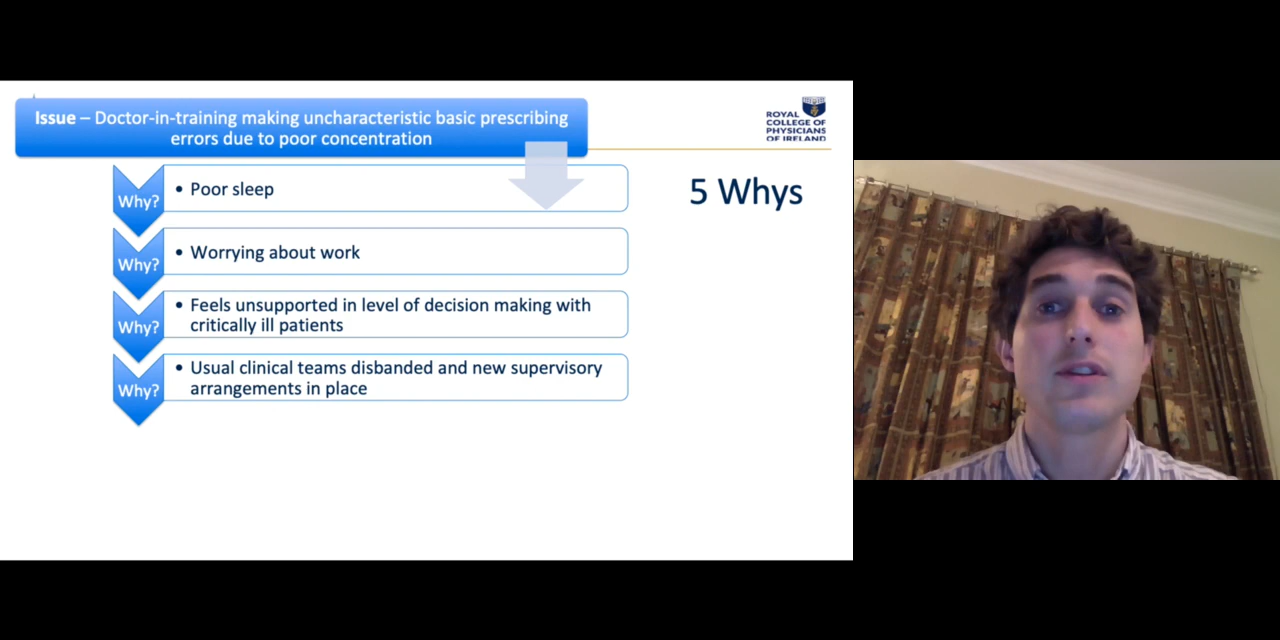 Issue – Doctor-in-training making uncharacteristic basic prescribing
errors due to poor concentration
ROYAL
COLLEGE OF
PHYSICIANS
OF IRELAND
5 Whys
Why?
• Poor sleep
Why?
• Worrying about work
Why?
• Feels unsupported in level of decision making with
critically ill patients
Why?
• Usual clinical teams disbanded and new supervisory
arrangements in place